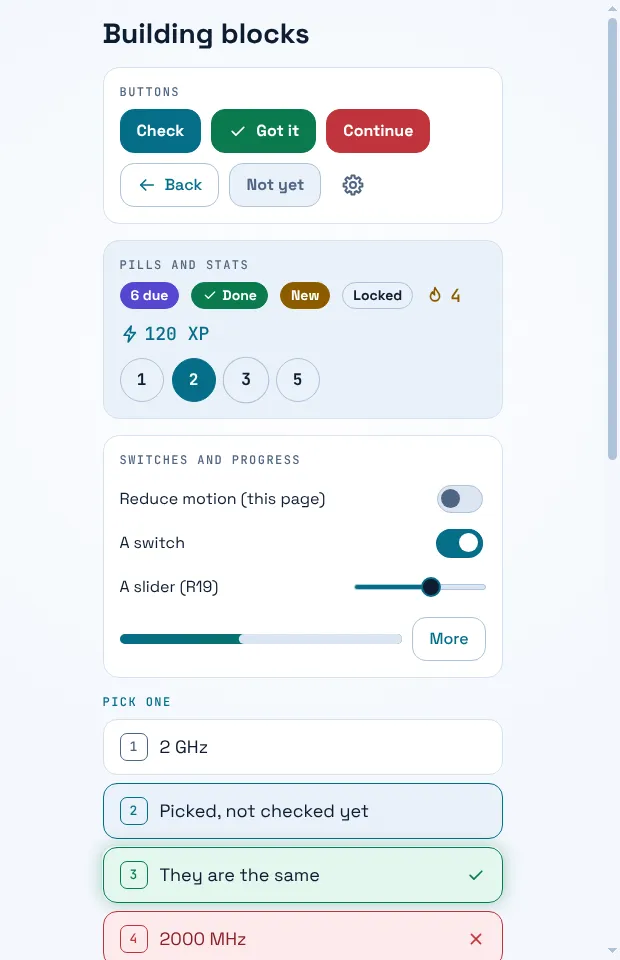 Building blocks
BUTTONS
Check
Got it
Continue
Back
Not yet
PILLS AND STATS
6 due
Done
New
Locked
4
120 XP
1
2
3
5
SWITCHES AND PROGRESS
Reduce motion (this page)
A switch
A slider (R19)
More
PICK ONE
1 2 GHz
2 Picked, not checked yet
3 They are the same
4 2000 MHz